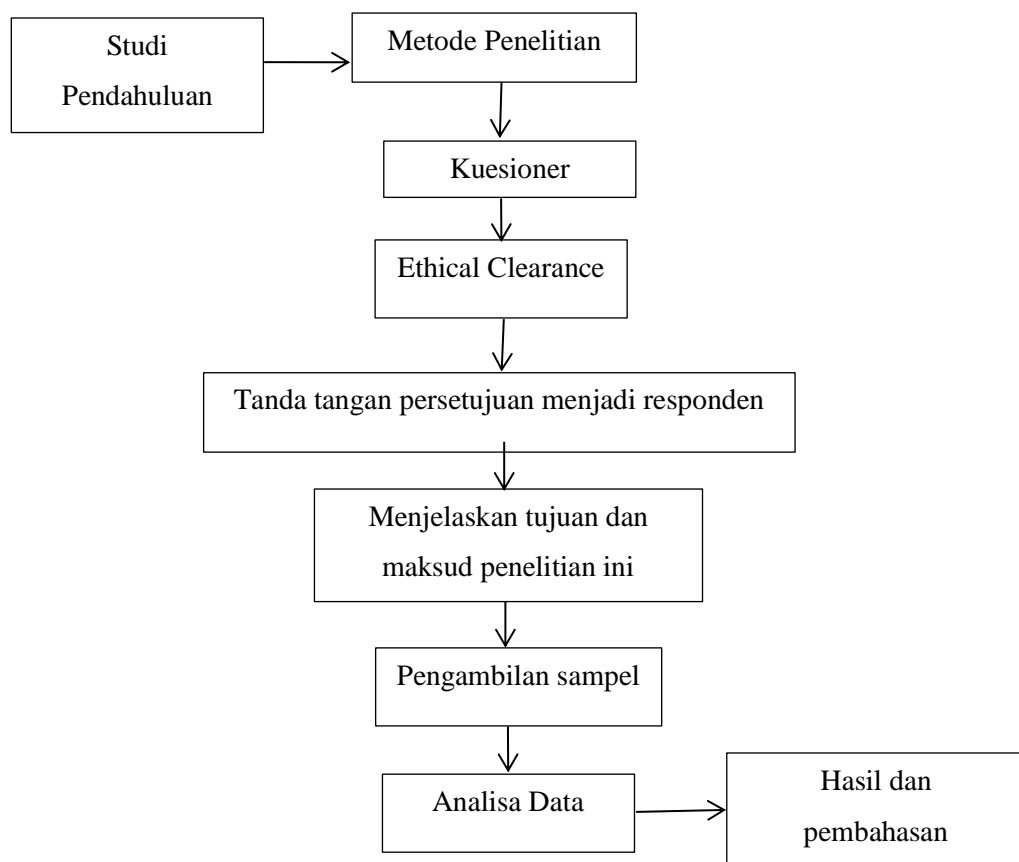 Studi
Pendahuluan
Metode Penelitian
Kuesioner
Ethical Clearance
Tanda tangan persetujuan menjadi responden
Menjelaskan tujuan dan
maksud penelitian ini
Pengambilan sampel
Analisa Data
Hasil dan
pembahasan